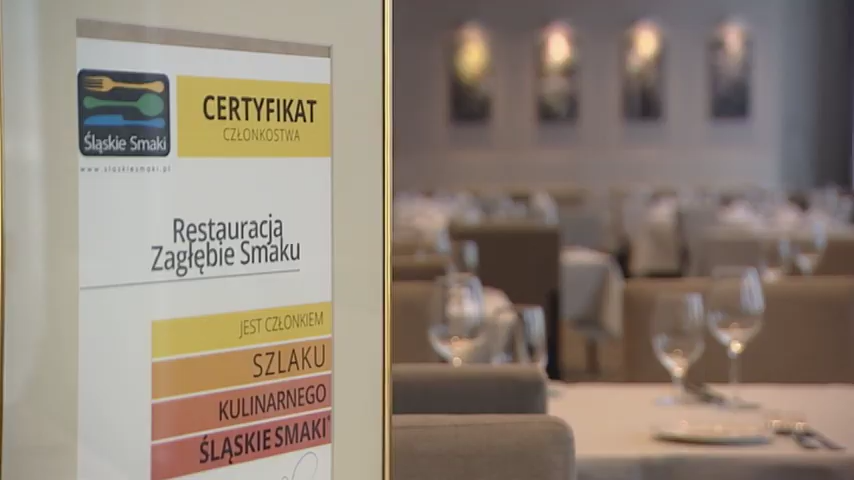 Śląskie Smaki
www.slaskiesmaki.pl
CERTYFIKAT
CZŁONKOSTWA
Restauracja
Zagłębie Smaku
JEST CZŁONKIEM
SZLAKU
KULINARNEGO
ŚLĄSKIE SMAKI"